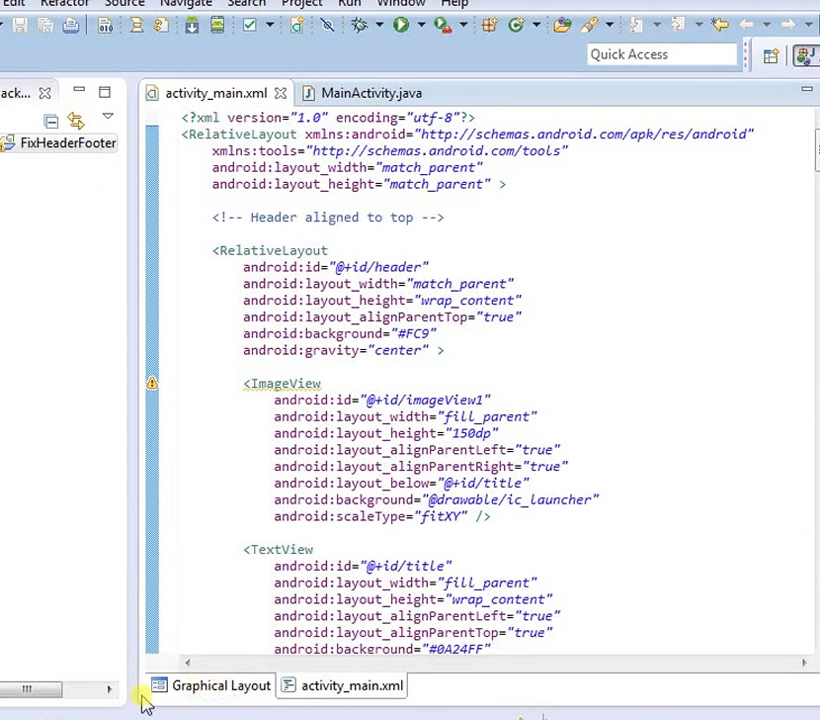 Edit Refactor Source Navigate Search Project Run Window Help
Quick Access
activity_main.xml MainActivity.java
FixHeaderFooter
<?xml version="1.0" encoding="utf-8"?>
<RelativeLayout xmlns:android="http://schemas.android.com/apk/res/android"
xmlns:tools="http://schemas.android.com/tools"
android:layout_width="match_parent"
android:layout_height="match_parent" >
<!-- Header aligned to top -->
<RelativeLayout
android:id="@+id/header"
android:layout_width="match_parent"
android:layout_height="wrap_content"
android:layout_alignParentTop="true"
android:background="#FC9"
android:gravity="center" >
<ImageView
android:id="@+id/imageView1"
android:layout_width="fill_parent"
android:layout_height="150dp"
android:layout_alignParentLeft="true"
android:layout_alignParentRight="true"
android:layout_below="@+id/title"
android:background="@drawable/ic_launcher"
android:scaleType="fitXY" />
<TextView
android:id="@+id/title"
android:layout_width="fill_parent"
android:layout_height="wrap_content"
android:layout_alignParentLeft="true"
android:layout_alignParentTop="true"
android:background="#0A24FF"
Graphical Layout activity_main.xml